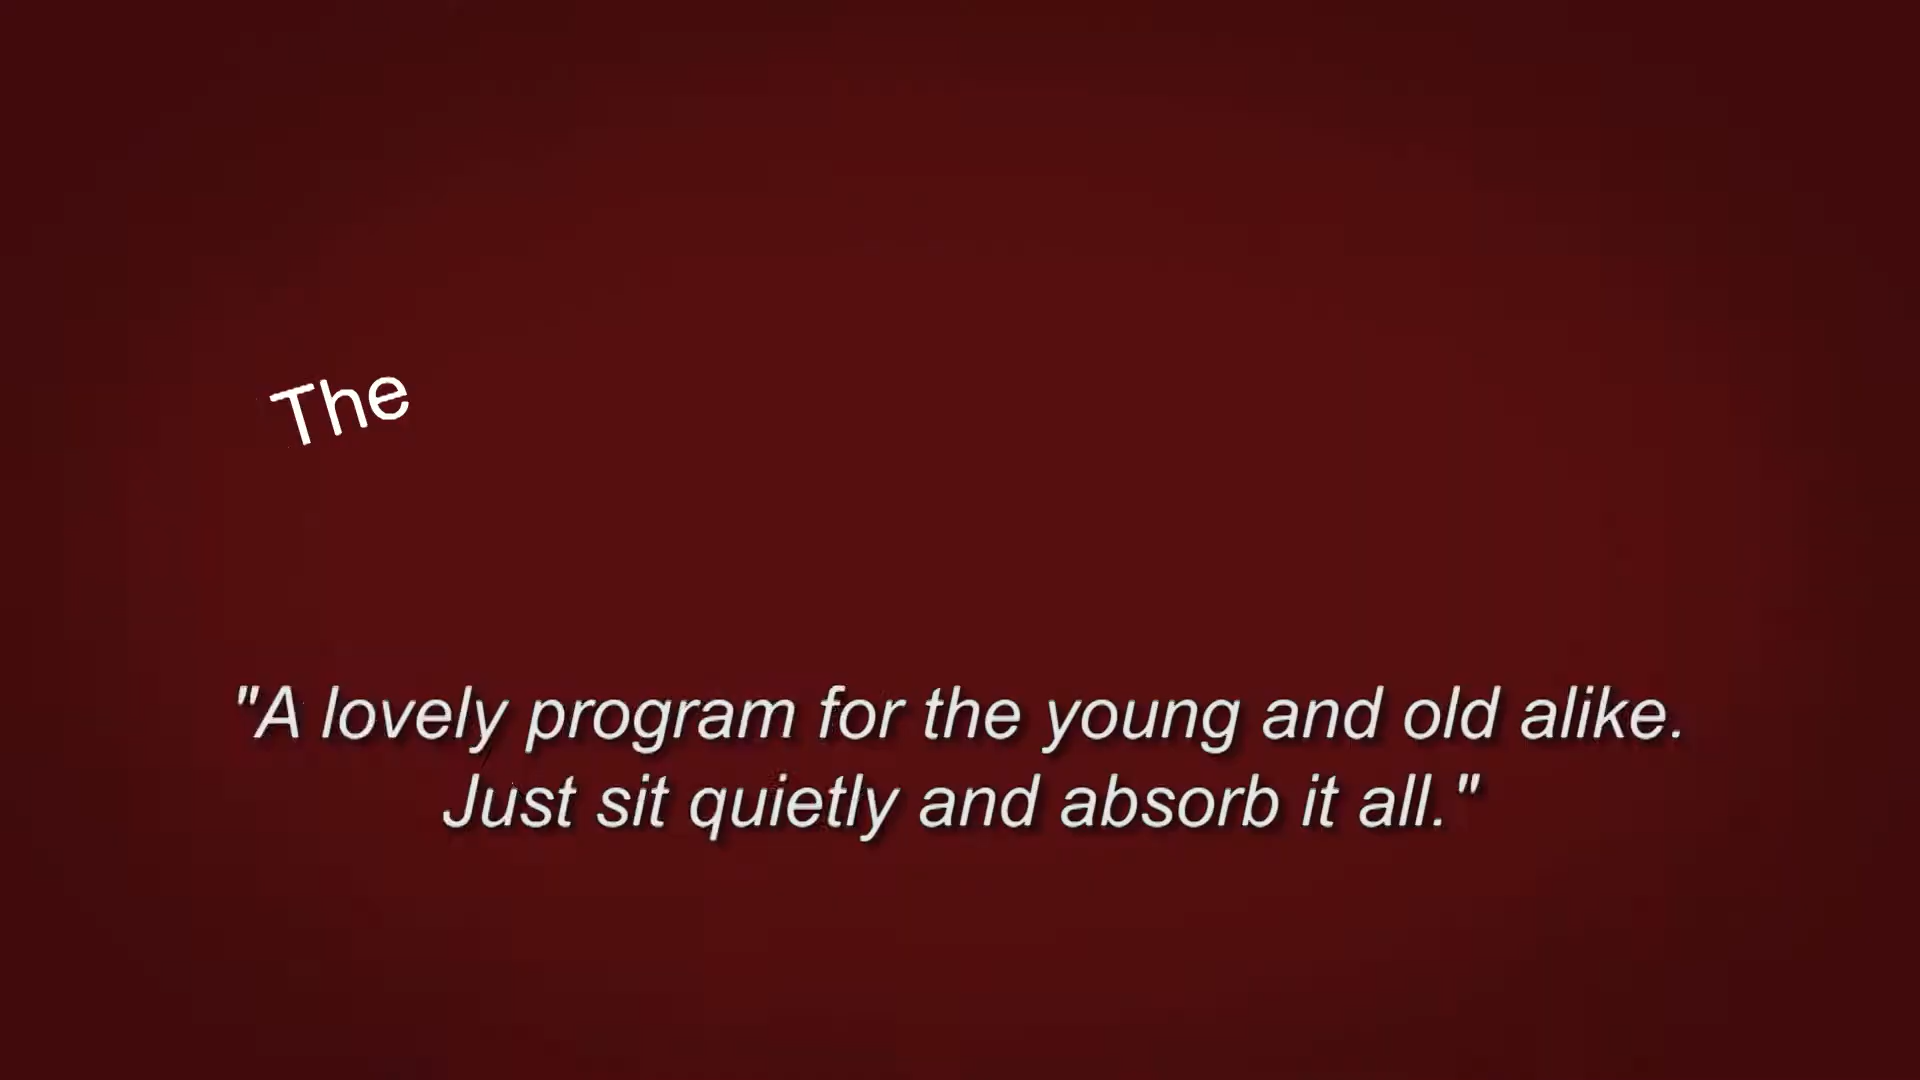 The
"A lovely program for the young and old alike.
Just sit quietly and absorb it all."